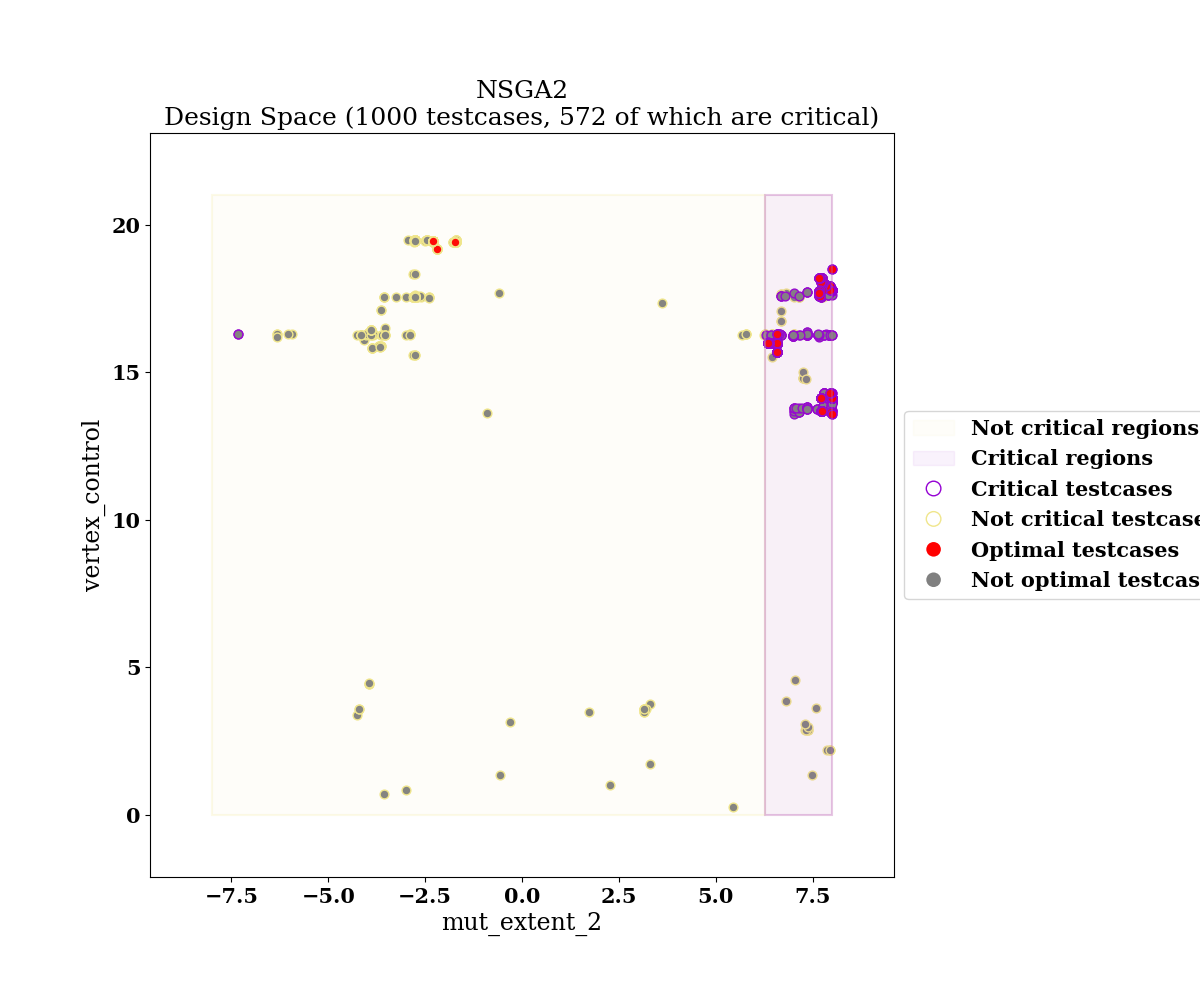 NSGA2
Design Space (1000 testcases, 572 of which are critical)
20
15
10
5
0
vertex_control
−7.5
−5.0
−2.5
0.0
2.5
5.0
7.5
mut_extent_2
Not critical regions
Critical regions
Critical testcases
Not critical testcase
Optimal testcases
Not optimal testcas